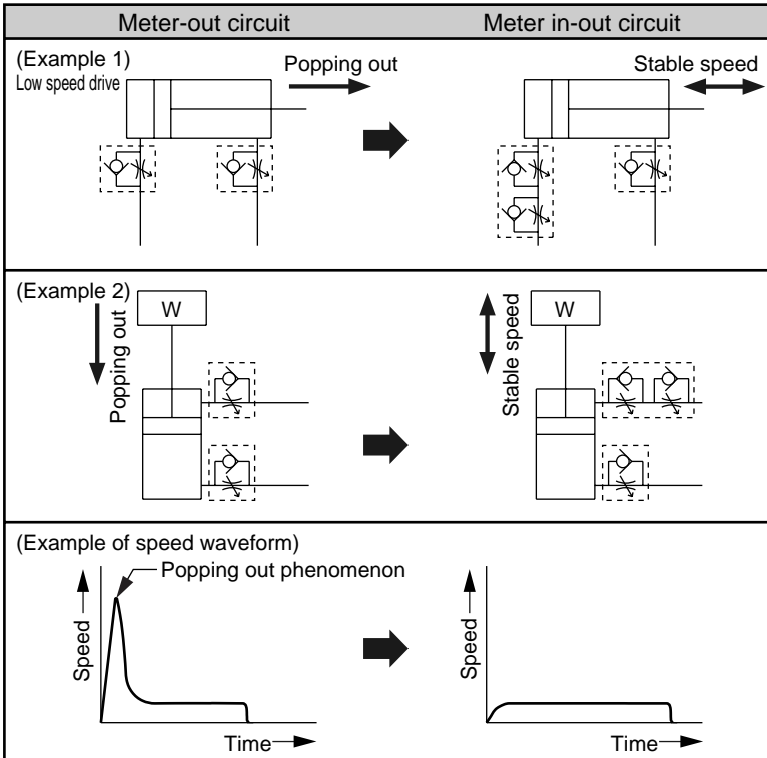 Meter-out circuit
Meter in-out circuit
(Example 1)
Low speed drive
Popping out
Stable speed
(Example 2)
W
Popping out
W
Stable speed
(Example of speed waveform)
Popping out phenomenon
Speed
Time
Speed
Time